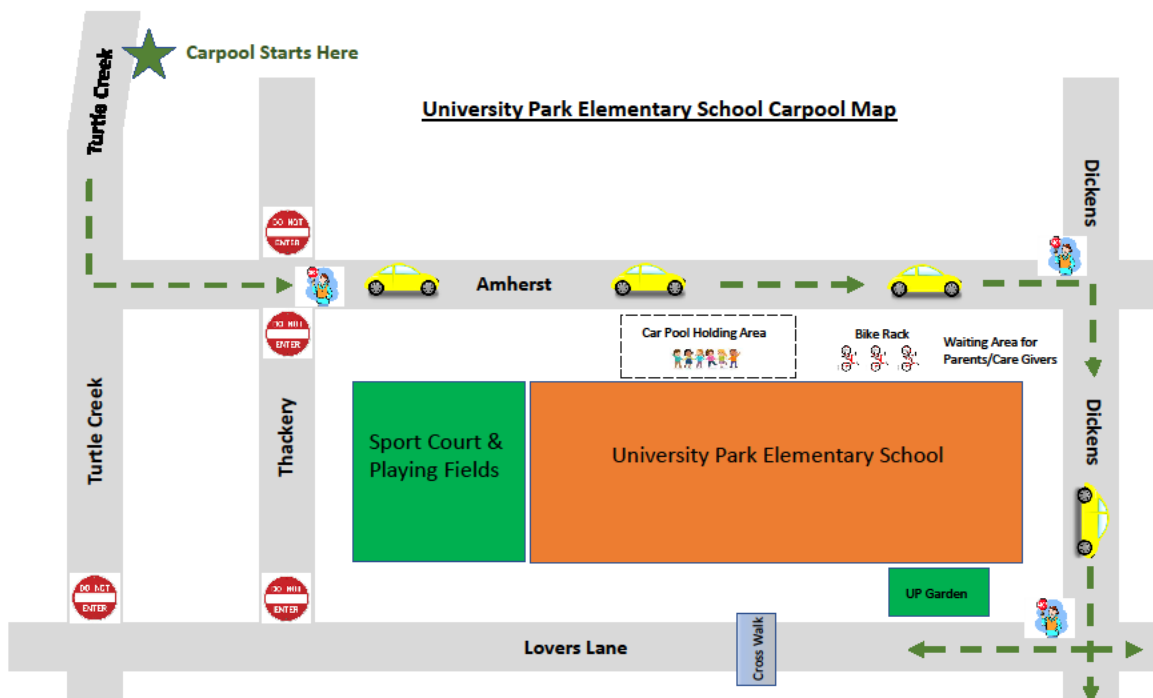 Turtle Creek
Carpool Starts Here
University Park Elementary School Carpool Map
Dickens
DO NOT
ENTER
Amherst
DO NOT
ENTER
Car Pool Holding Area
Bike Rack
Waiting Area for
Parents/Care Givers
Turtle Creek
Thackery
Sport Court &
Playing Fields
University Park Elementary School
Dickens
DO NOT
ENTER
DO NOT
ENTER
UP Garden
Lovers Lane
Cross Walk